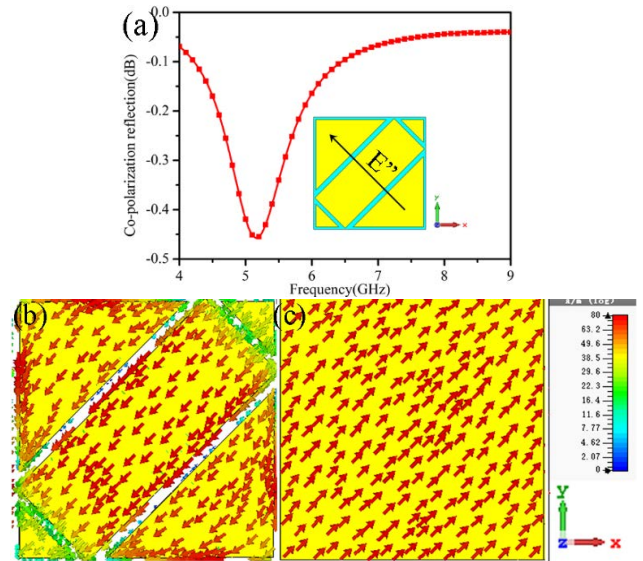 (a)
0.0
-0.1
-0.2
-0.3
-0.4
-0.5
Co-polarization reflection(dB)
E”
Y
x
4 5 6 7 8 9
Frequency(GHz)
(b)
(c)
A/m (log)
80
63.2
49.5
38.6
30
22.3
16.4
11.6
7.77
4.62
2.07
0
Y
Z
x